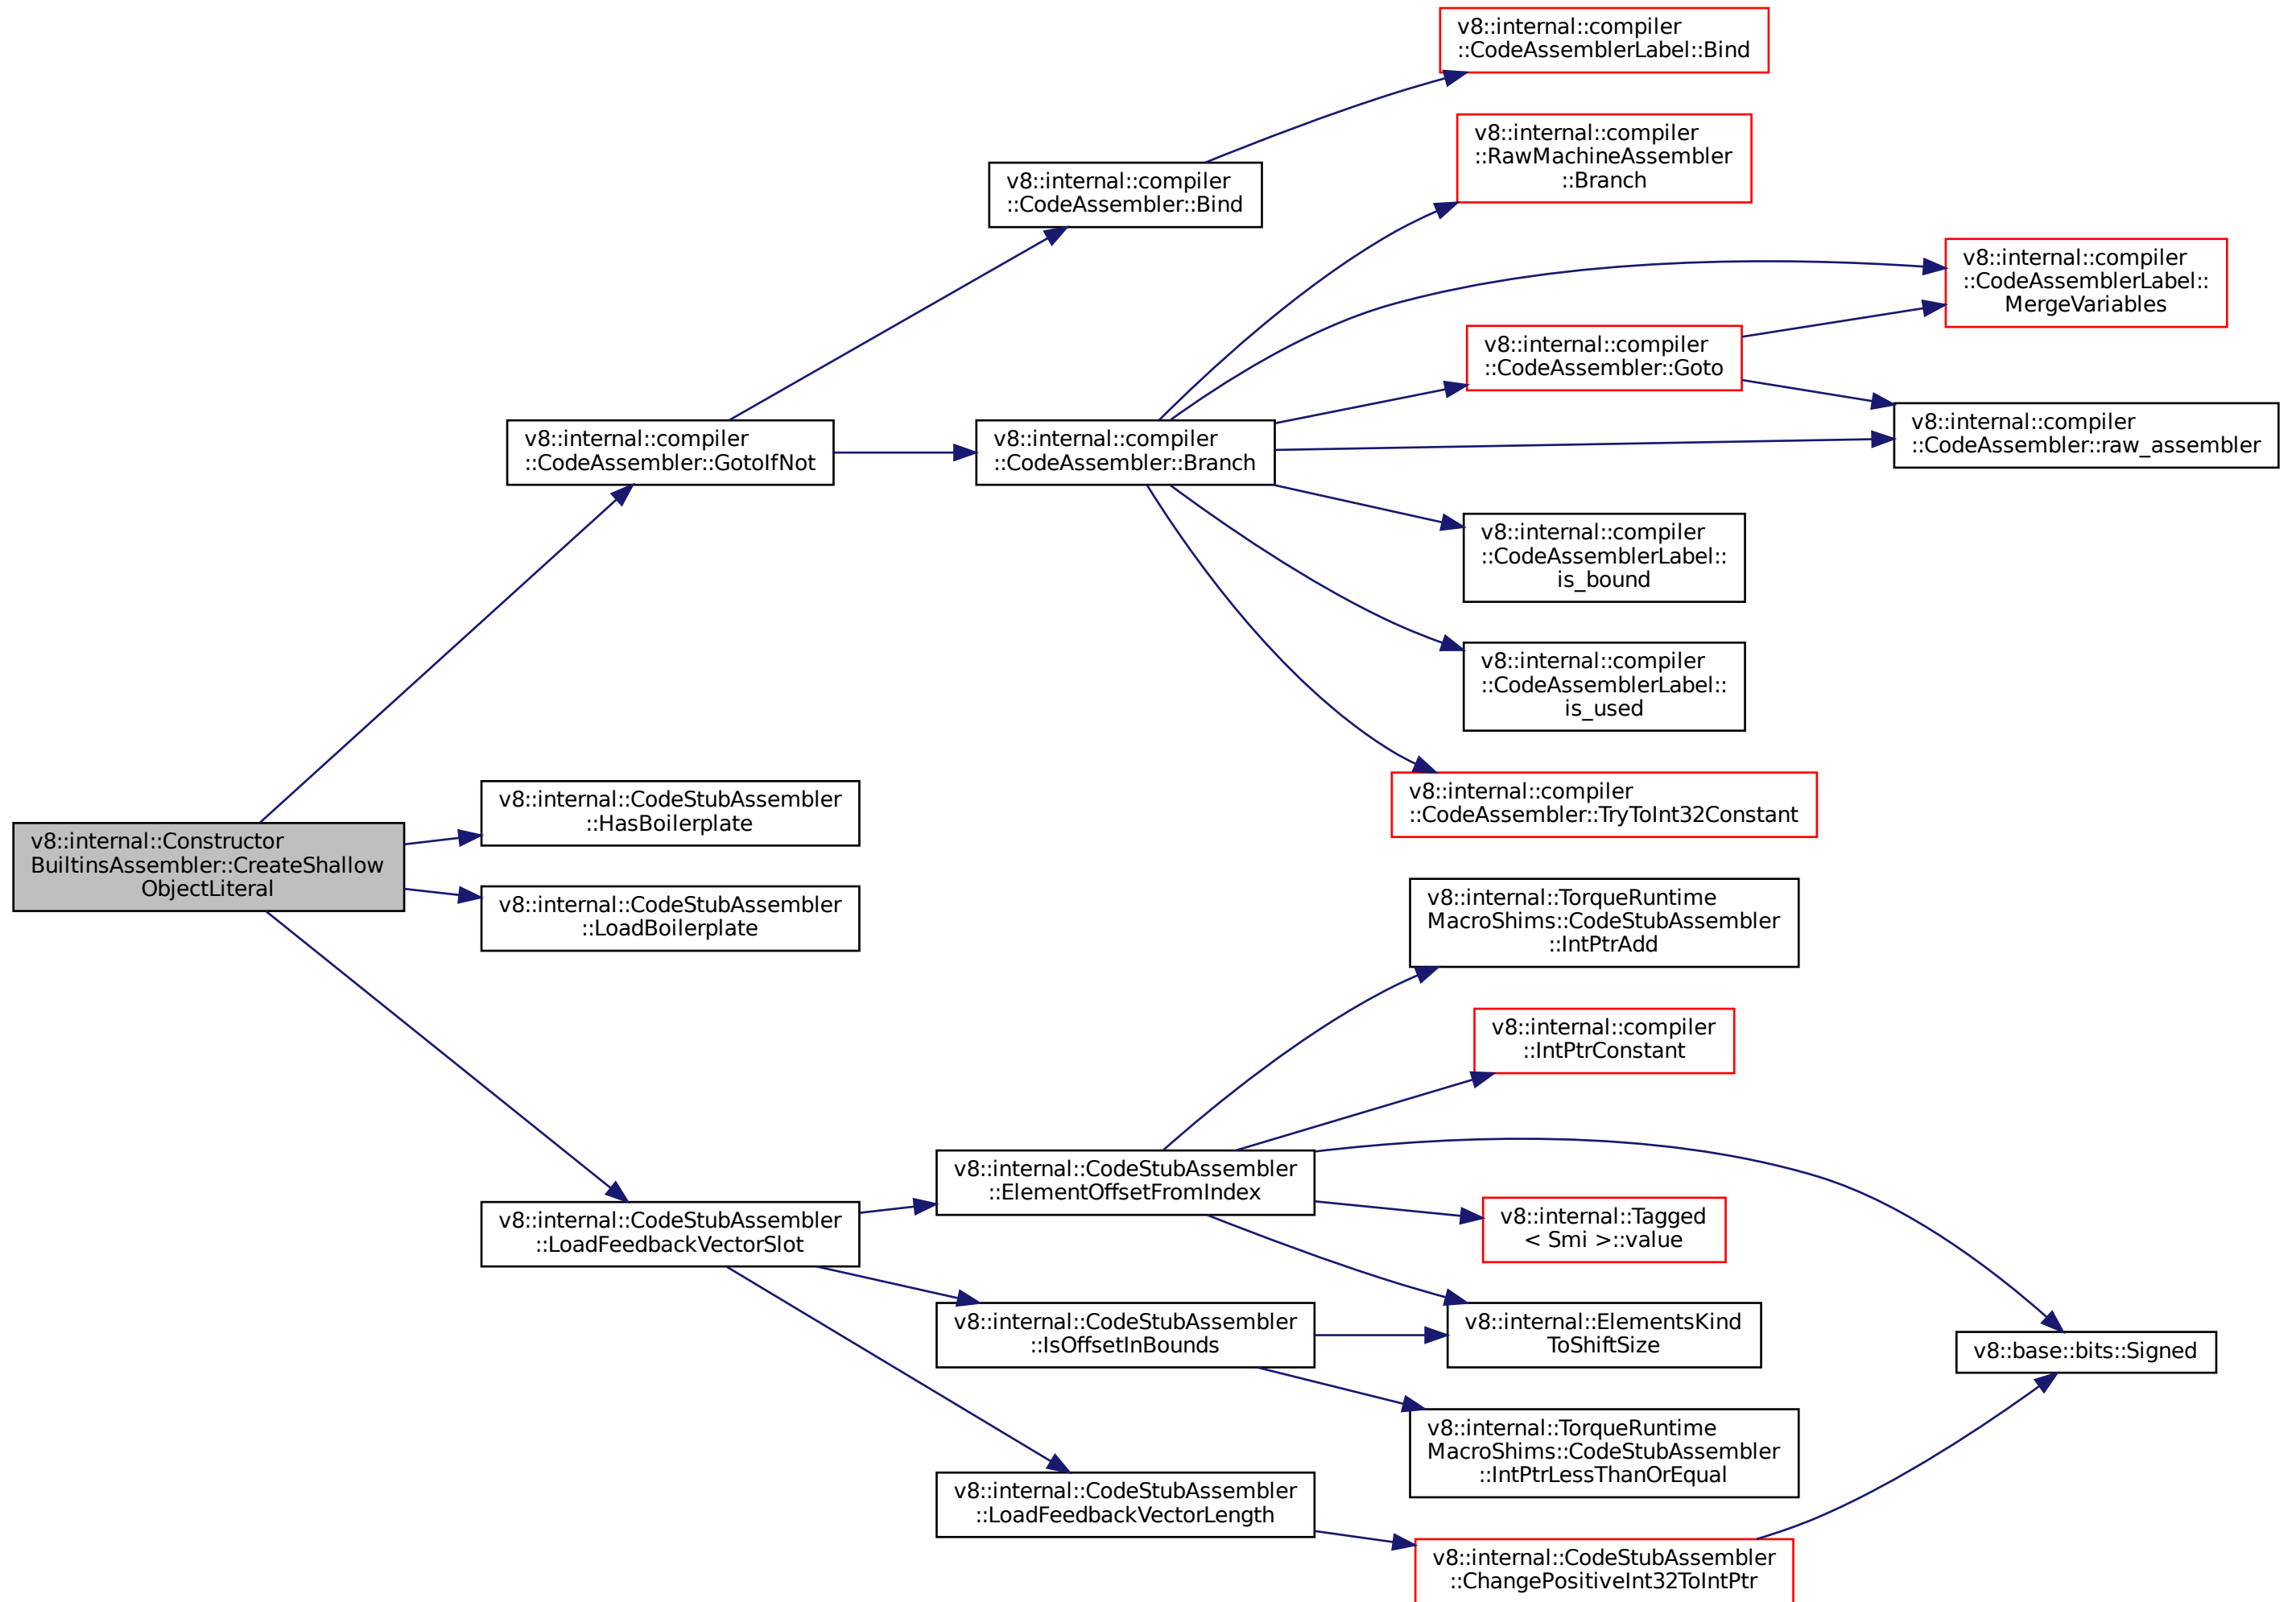 v8::internal::compiler
::CodeAssemblerLabel::Bind
v8::internal::compiler
::RawMachineAssembler
::Branch
v8::internal::compiler
::CodeAssembler::Bind
v8::internal::compiler
::CodeAssemblerLabel::
MergeVariables
v8::internal::compiler
::CodeAssembler::Goto
v8::internal::compiler
::CodeAssembler::GotoIfNot
v8::internal::compiler
::CodeAssembler::Branch
v8::internal::compiler
::CodeAssembler::raw_assembler
v8::internal::compiler
::CodeAssemblerLabel::
is_bound
v8::internal::compiler
::CodeAssemblerLabel::
is_used
v8::internal::compiler
::CodeAssembler::TryToInt32Constant
v8::internal::CodeStubAssembler
::HasBoilerplate
v8::internal::Constructor
BuiltinsAssembler::CreateShallow
ObjectLiteral
v8::internal::CodeStubAssembler
::LoadBoilerplate
v8::internal::TorqueRuntime
MacroShims::CodeStubAssembler
::IntPtrAdd
v8::internal::compiler
::IntPtrConstant
v8::internal::CodeStubAssembler
::ElementOffsetFromIndex
v8::internal::CodeStubAssembler
::LoadFeedbackVectorSlot
v8::internal::Tagged
< Smi >::value
v8::internal::CodeStubAssembler
::IsOffsetInBounds
v8::internal::ElementsKind
ToShiftSize
v8::base::bits::Signed
v8::internal::TorqueRuntime
MacroShims::CodeStubAssembler
::IntPtrLessThanOrEqual
v8::internal::CodeStubAssembler
::LoadFeedbackVectorLength
v8::internal::CodeStubAssembler
::ChangePositiveInt32ToIntPtr